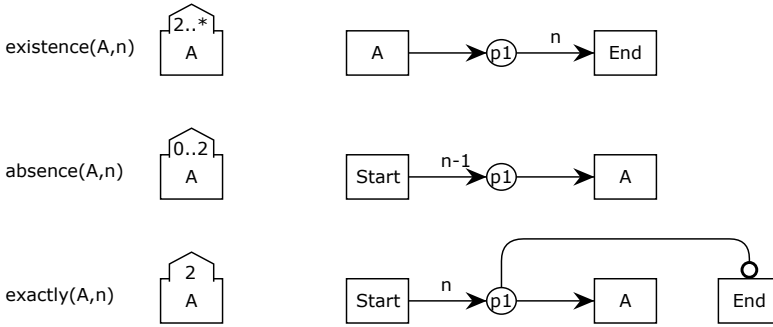 2..*
existence(A,n) A A p1 n End
0..2
absence(A,n) A Start n-1 p1 A
2
exactly(A,n) A Start n p1 A End